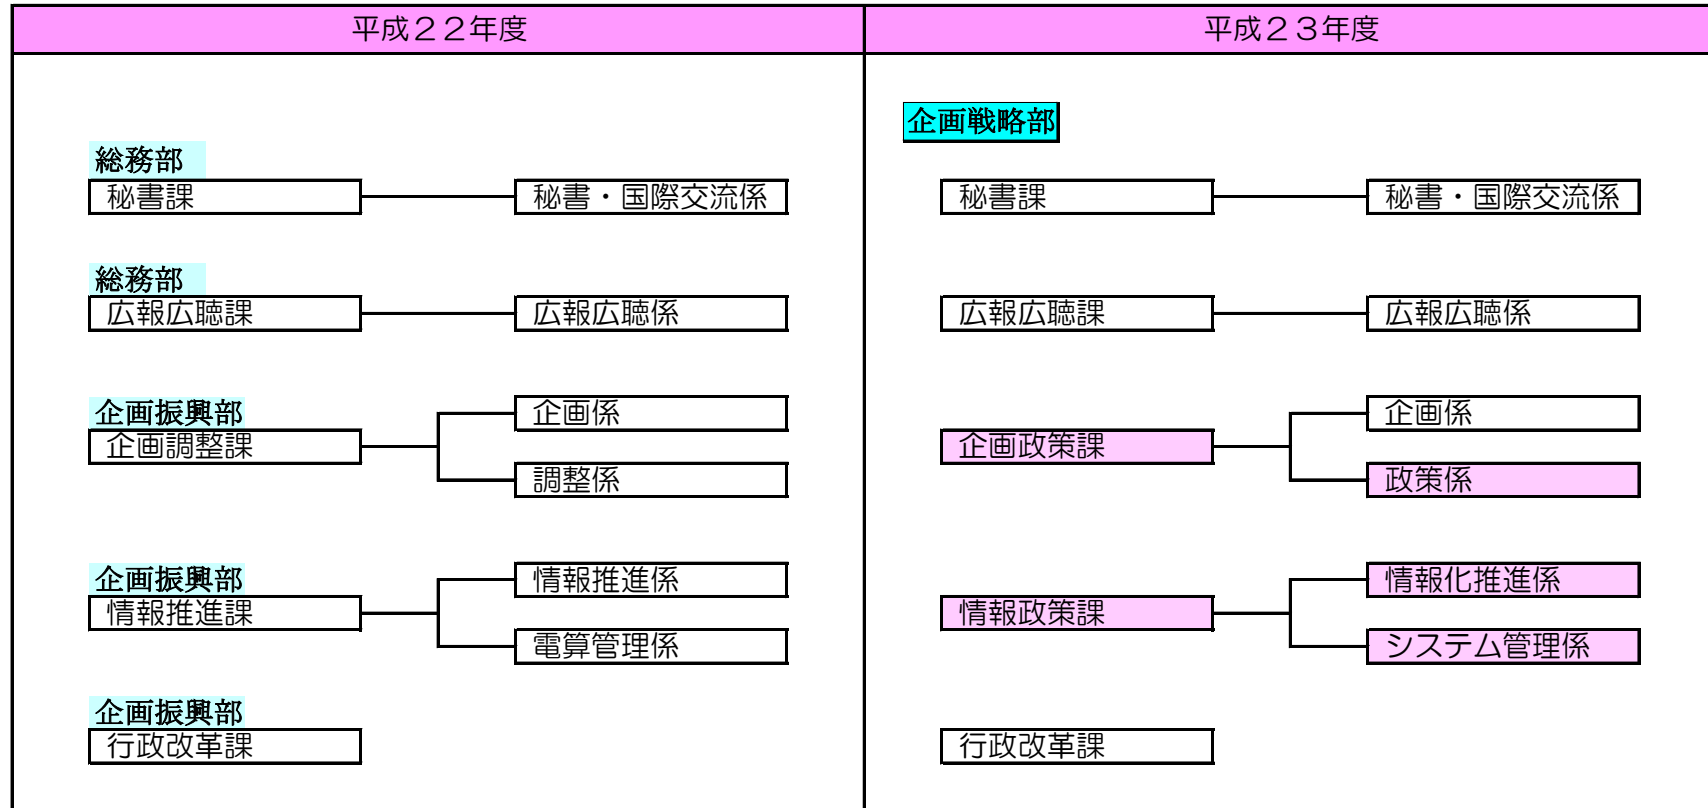 平成２２年度
平成２３年度
企画戦略部
総務部
秘書課
秘書・国際交流係
秘書課
秘書・国際交流係
総務部
広報広聴課
広報広聴係
広報広聴課
広報広聴係
企画振興部
企画係
企画調整課
調整係
企画係
企画政策課
政策係
企画振興部
情報推進係
情報推進課
電算管理係
情報化推進係
情報政策課
システム管理係
企画振興部
行政改革課
行政改革課